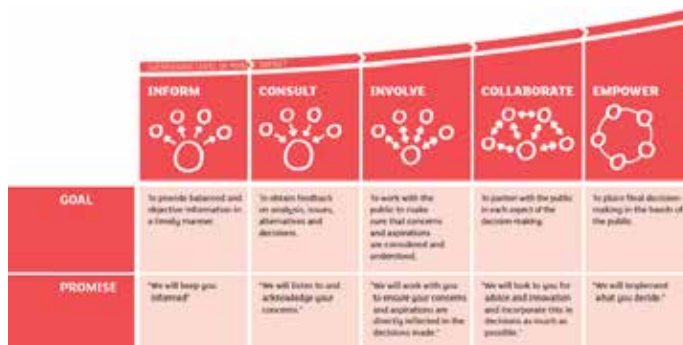 INCREASING LEVEL OF PUBLIC IMPACT
INFORM
CONSULT
INVOLVE
COLLABORATE
EMPOWER
GOAL
To provide balanced and
objective information in
a timely manner.
To obtain feedback
on analysis, issues,
alternatives and
decisions.
To work with the
public to make
sure that concerns
and aspirations
are considered and
understood.
To partner with the public
in each aspect of the
decision-making.
To place final decision-
making in the hands of
the public.
PROMISE
"We will keep you
informed"
"We will listen to and
acknowledge your
concerns."
"We will work with you
to ensure your concerns
and aspirations are
directly reflected in the
decisions made."
"We will look to you for
advice and innovation
and incorporate this in
decisions as much as
possible."
"We will implement
what you decide."